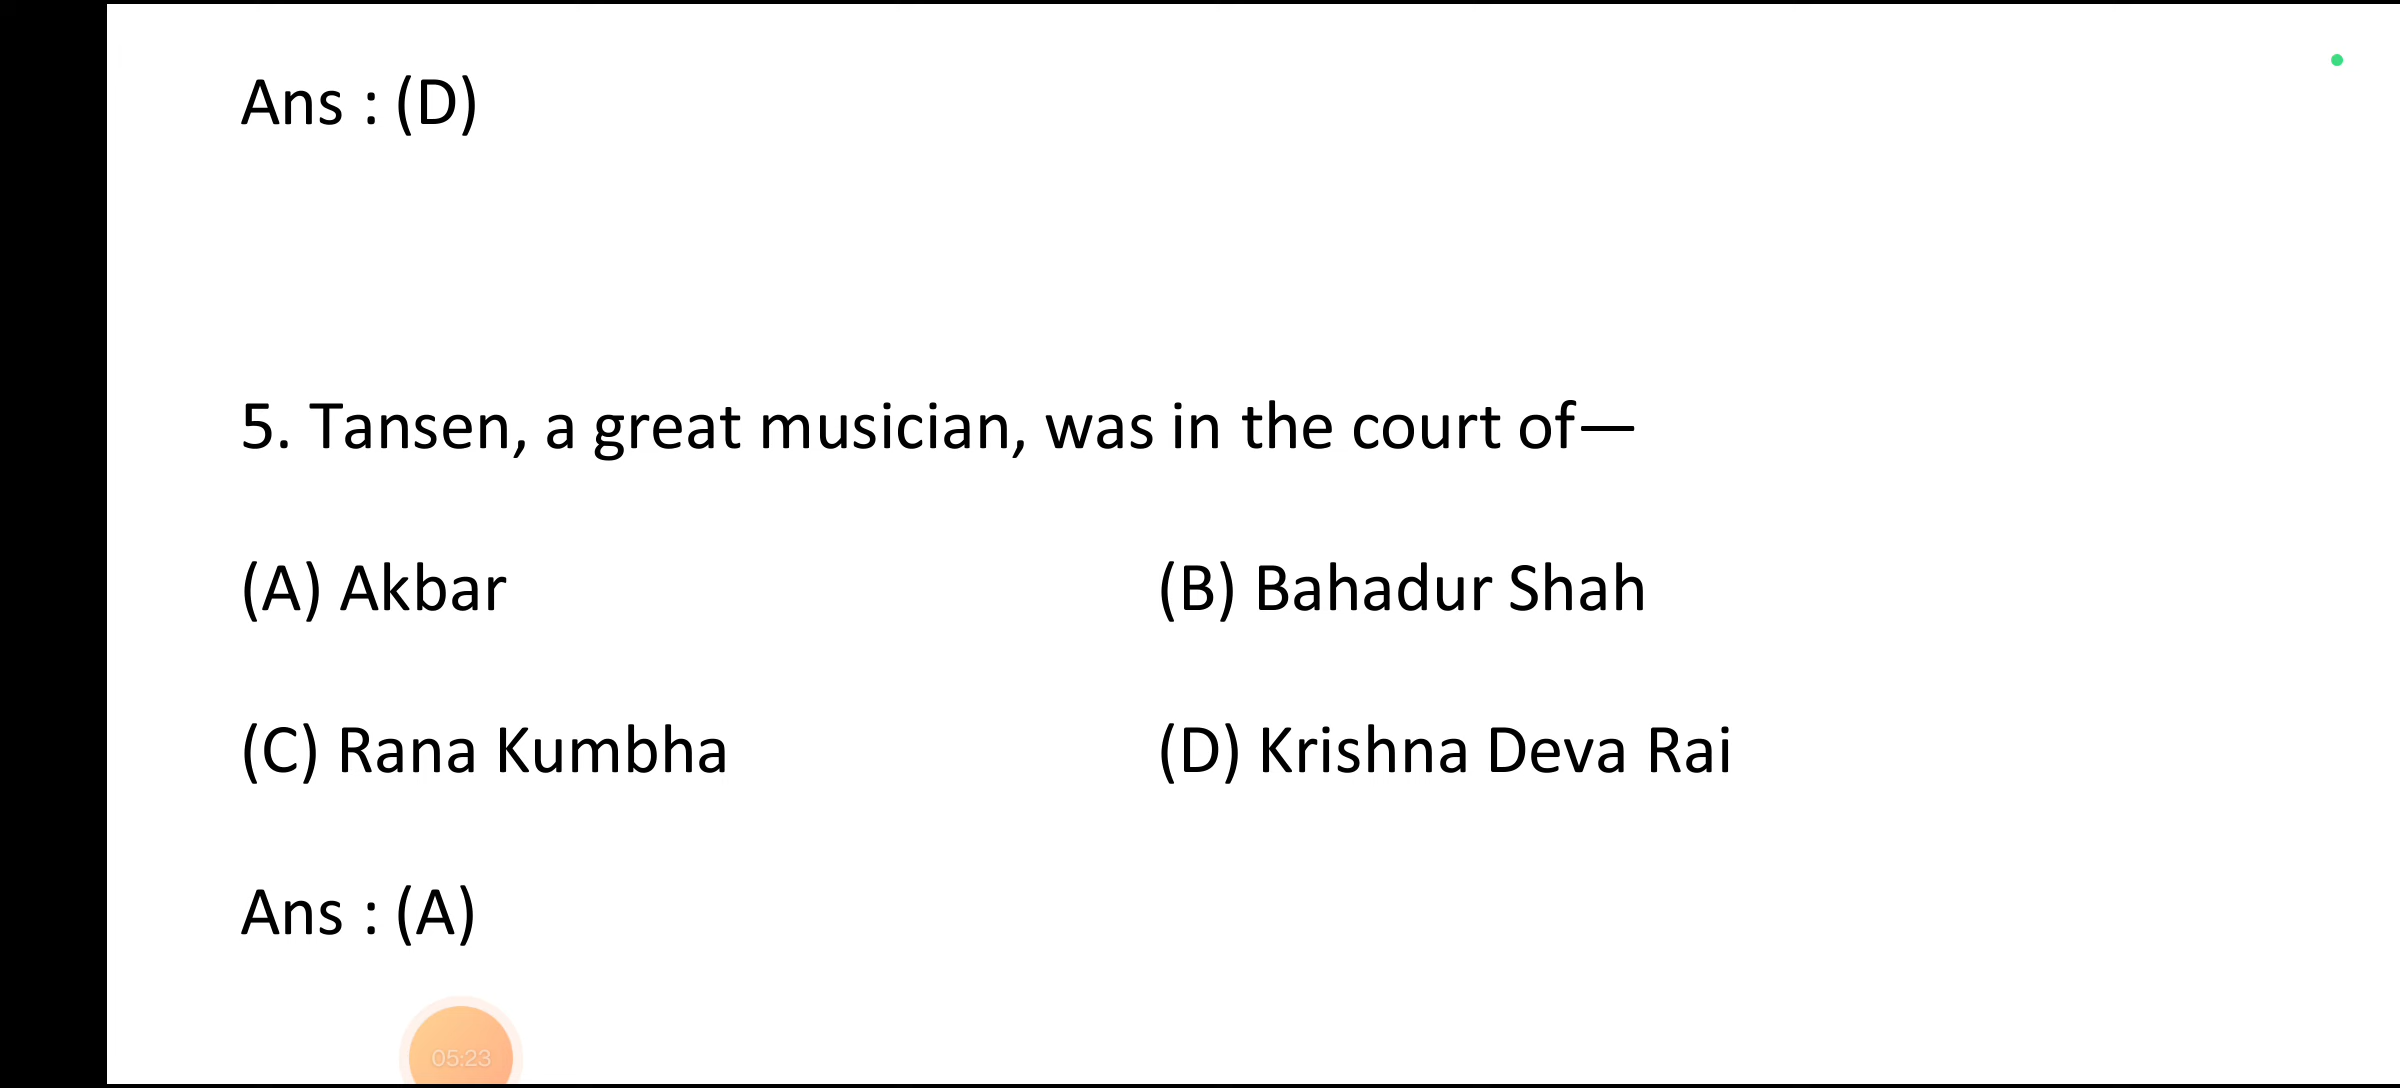 Ans : (D)
5. Tansen, a great musician, was in the court of—
(A) Akbar (B) Bahadur Shah
(C) Rana Kumbha (D) Krishna Deva Rai
Ans : (A)
05:23